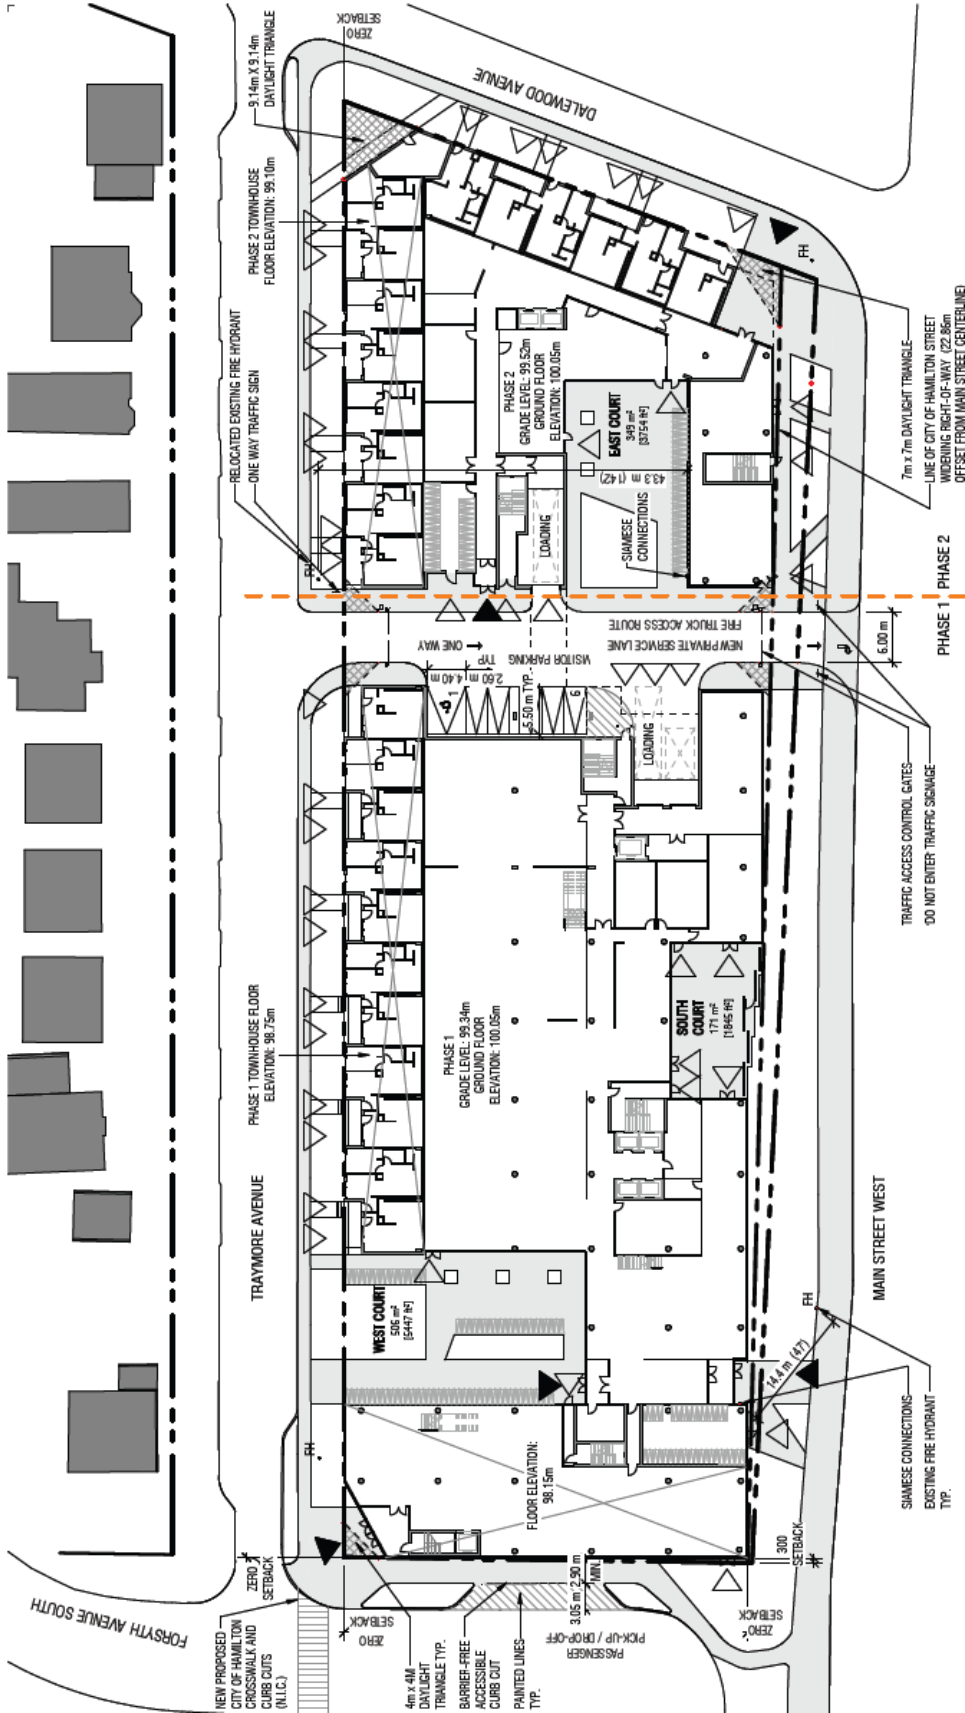 FORSYTH AVENUE SOUTH
NEW PROPOSED
CITY OF HAMILTON
CROSSWALK AND
CURB CUTS
(N.I.C.)
ZERO
SETBACK
ZERO
SETBACK
4m x 4M
DAYLIGHT
TRIANGLE TYP.
BARRIER-FREE
ACCESSIBLE
CURB CUT
PAINTED LINES
TYP.
PASSENGER
PICK-UP / DROP-OFF
3.05 m
2.90 m
MIN.
ZERO
SETBACK
300
SETBACK
FH
FLOOR ELEVATION:
98.15m
WEST COURT
506 m²
[5447 ft²]
14.4 m (47')
FH
SIAMESE CONNECTIONS
EXISTING FIRE HYDRANT
TYP.
TRAYMORE AVENUE
MAIN STREET WEST
PHASE 1 TOWNHOUSE FLOOR
ELEVATION: 98.75m
PHASE 1
GRADE LEVEL: 99.34m
GROUND FLOOR
ELEVATION: 100.05m
SOUTH
COURT
171 m²
[1845 ft²]
TRAFFIC ACCESS CONTROL GATES
'DO NOT ENTER' TRAFFIC SIGNAGE
LOADING
1
6
4.40 m
2.60 m
TYP
5.50 m TYP.
VISITOR PARKING
ONE WAY
NEW PRIVATE SERVICE LANE
FIRE TRUCK ACCESS ROUTE
6.00 m
PHASE 1
PHASE 2
RELOCATED EXISTING FIRE HYDRANT
ONE WAY TRAFFIC SIGN
FH
LOADING
SIAMESE
CONNECTIONS
43.3 m (142')
EAST COURT
349 m²
[3754 ft²]
PHASE 2
GRADE LEVEL: 99.52m
GROUND FLOOR
ELEVATION: 100.05m
PHASE 2 TOWNHOUSE
FLOOR ELEVATION: 99.10m
9.14m X 9.14m
DAYLIGHT TRIANGLE
ZERO
SETBACK
DALEWOOD AVENUE
FH
7m x 7m DAYLIGHT TRIANGLE
LINE OF CITY OF HAMILTON STREET
WIDENING RIGHT-OF-WAY (22.86m
OFFSET FROM MAIN STREET CENTERLINE)